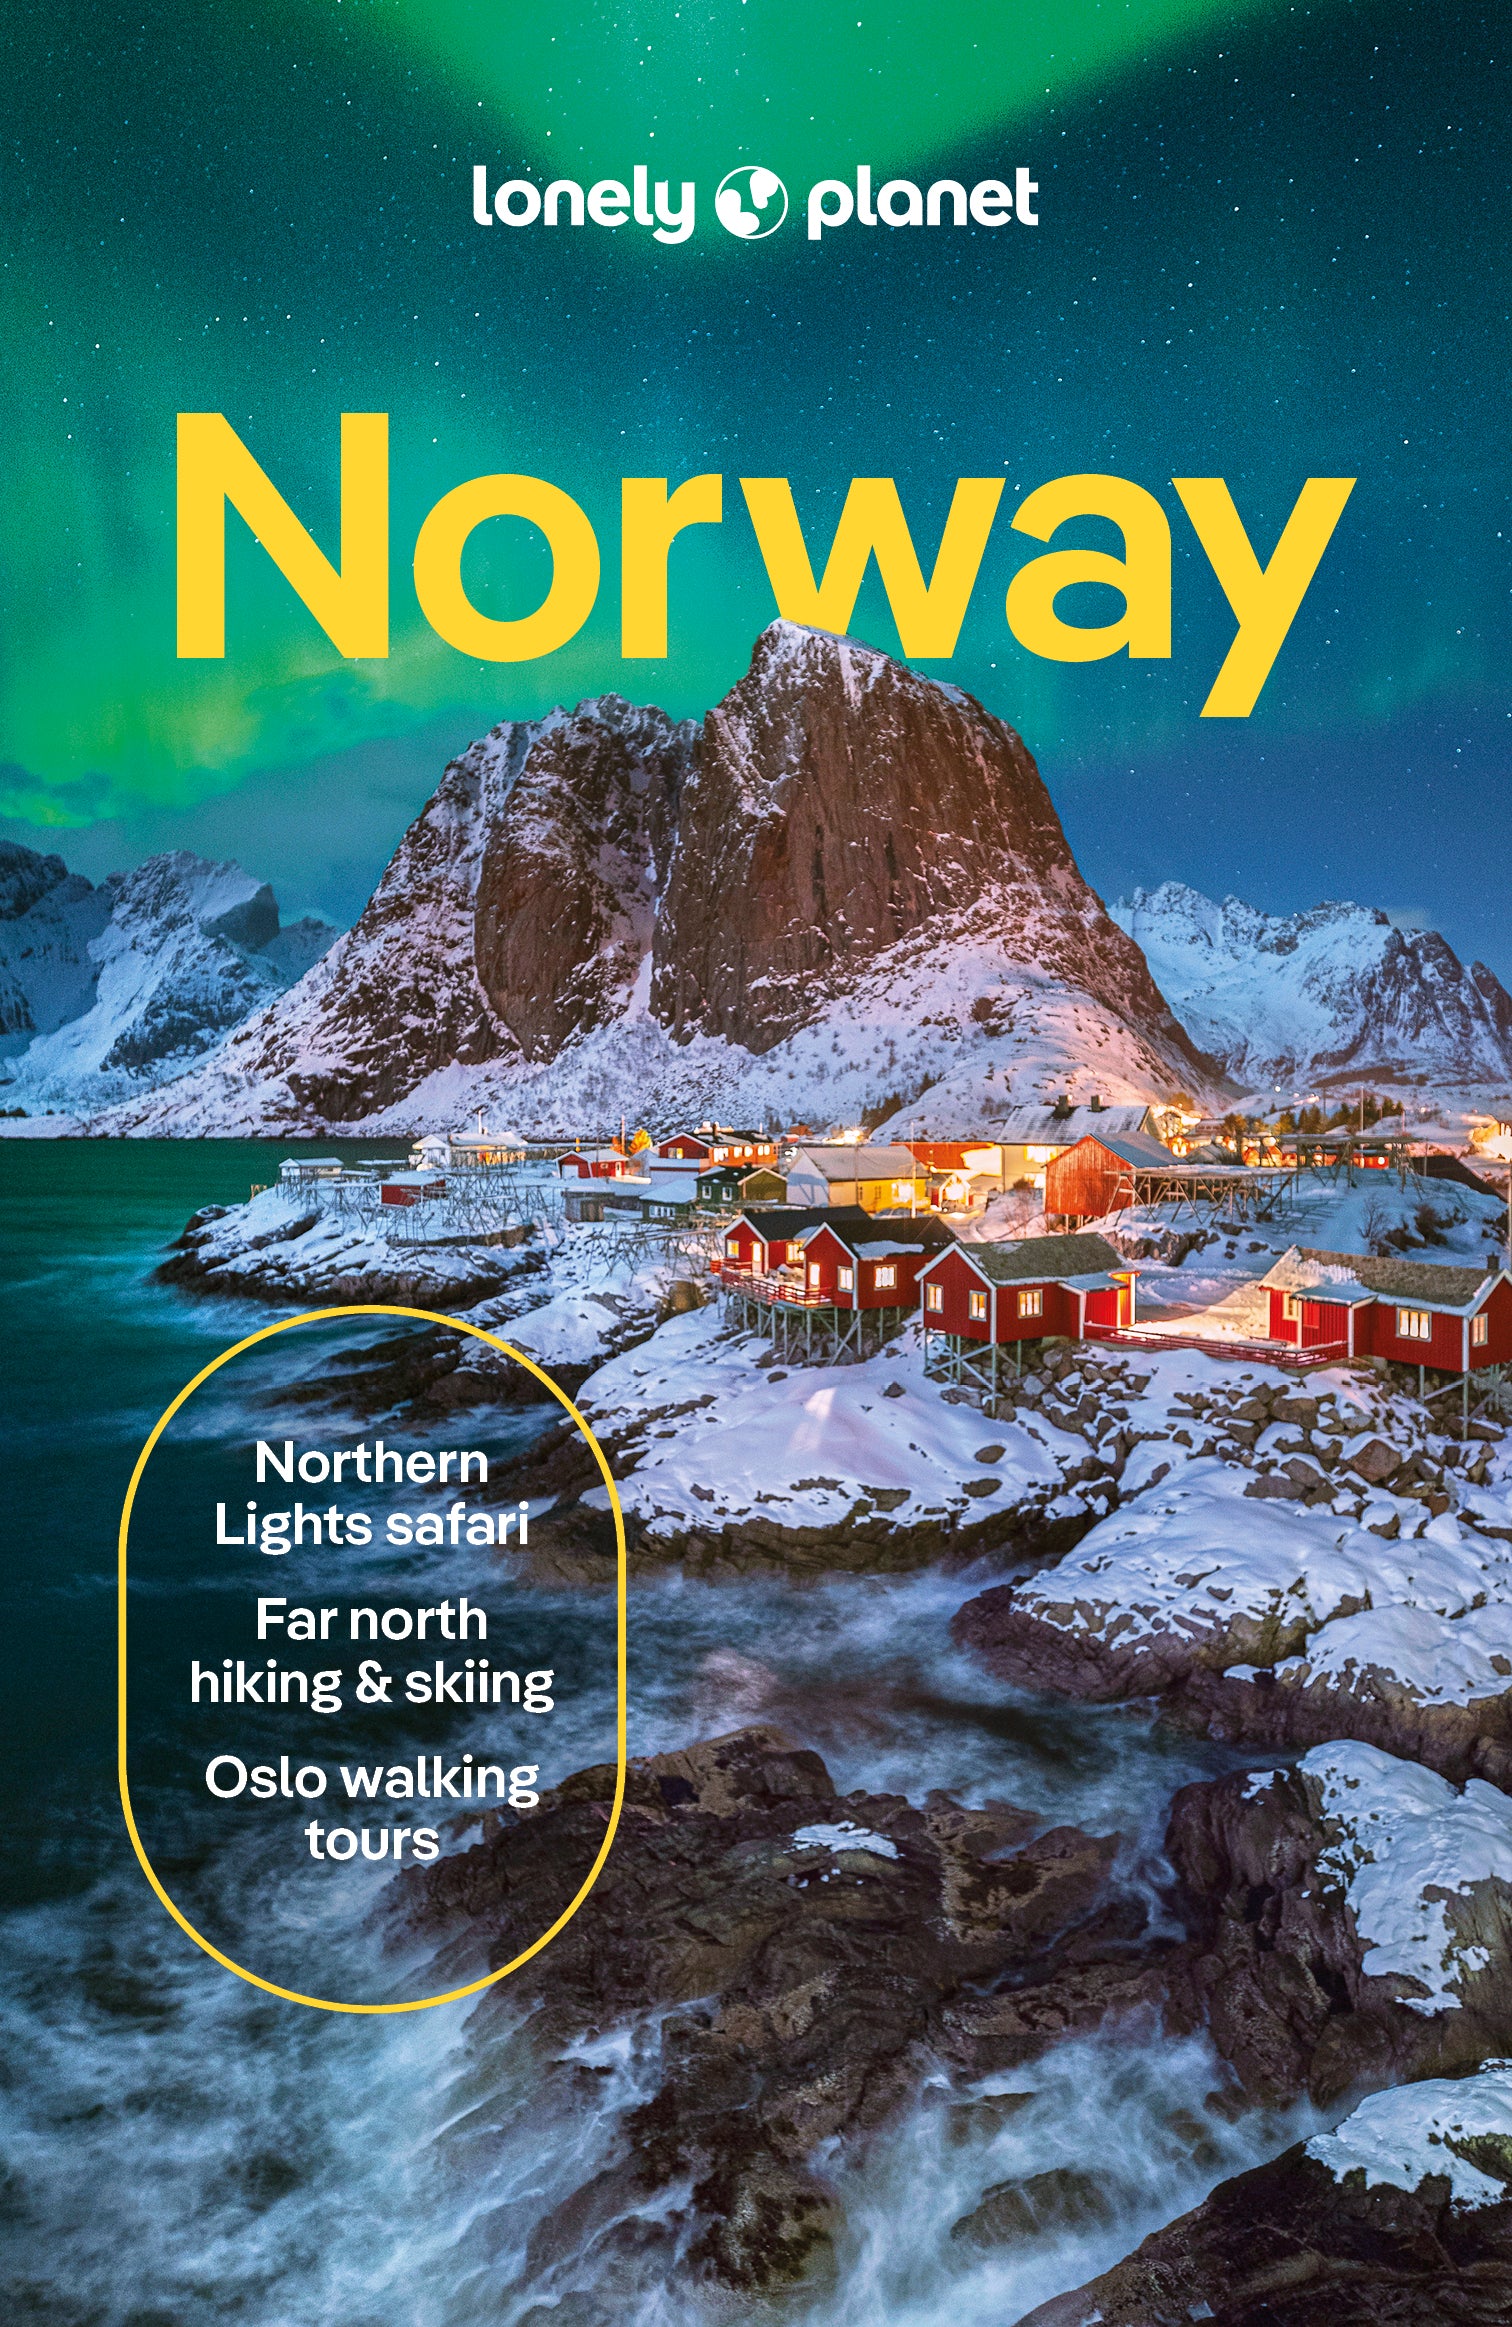 lonely planet
Norway
Northern
Lights safari
Far north
hiking & skiing
Oslo walking
tours